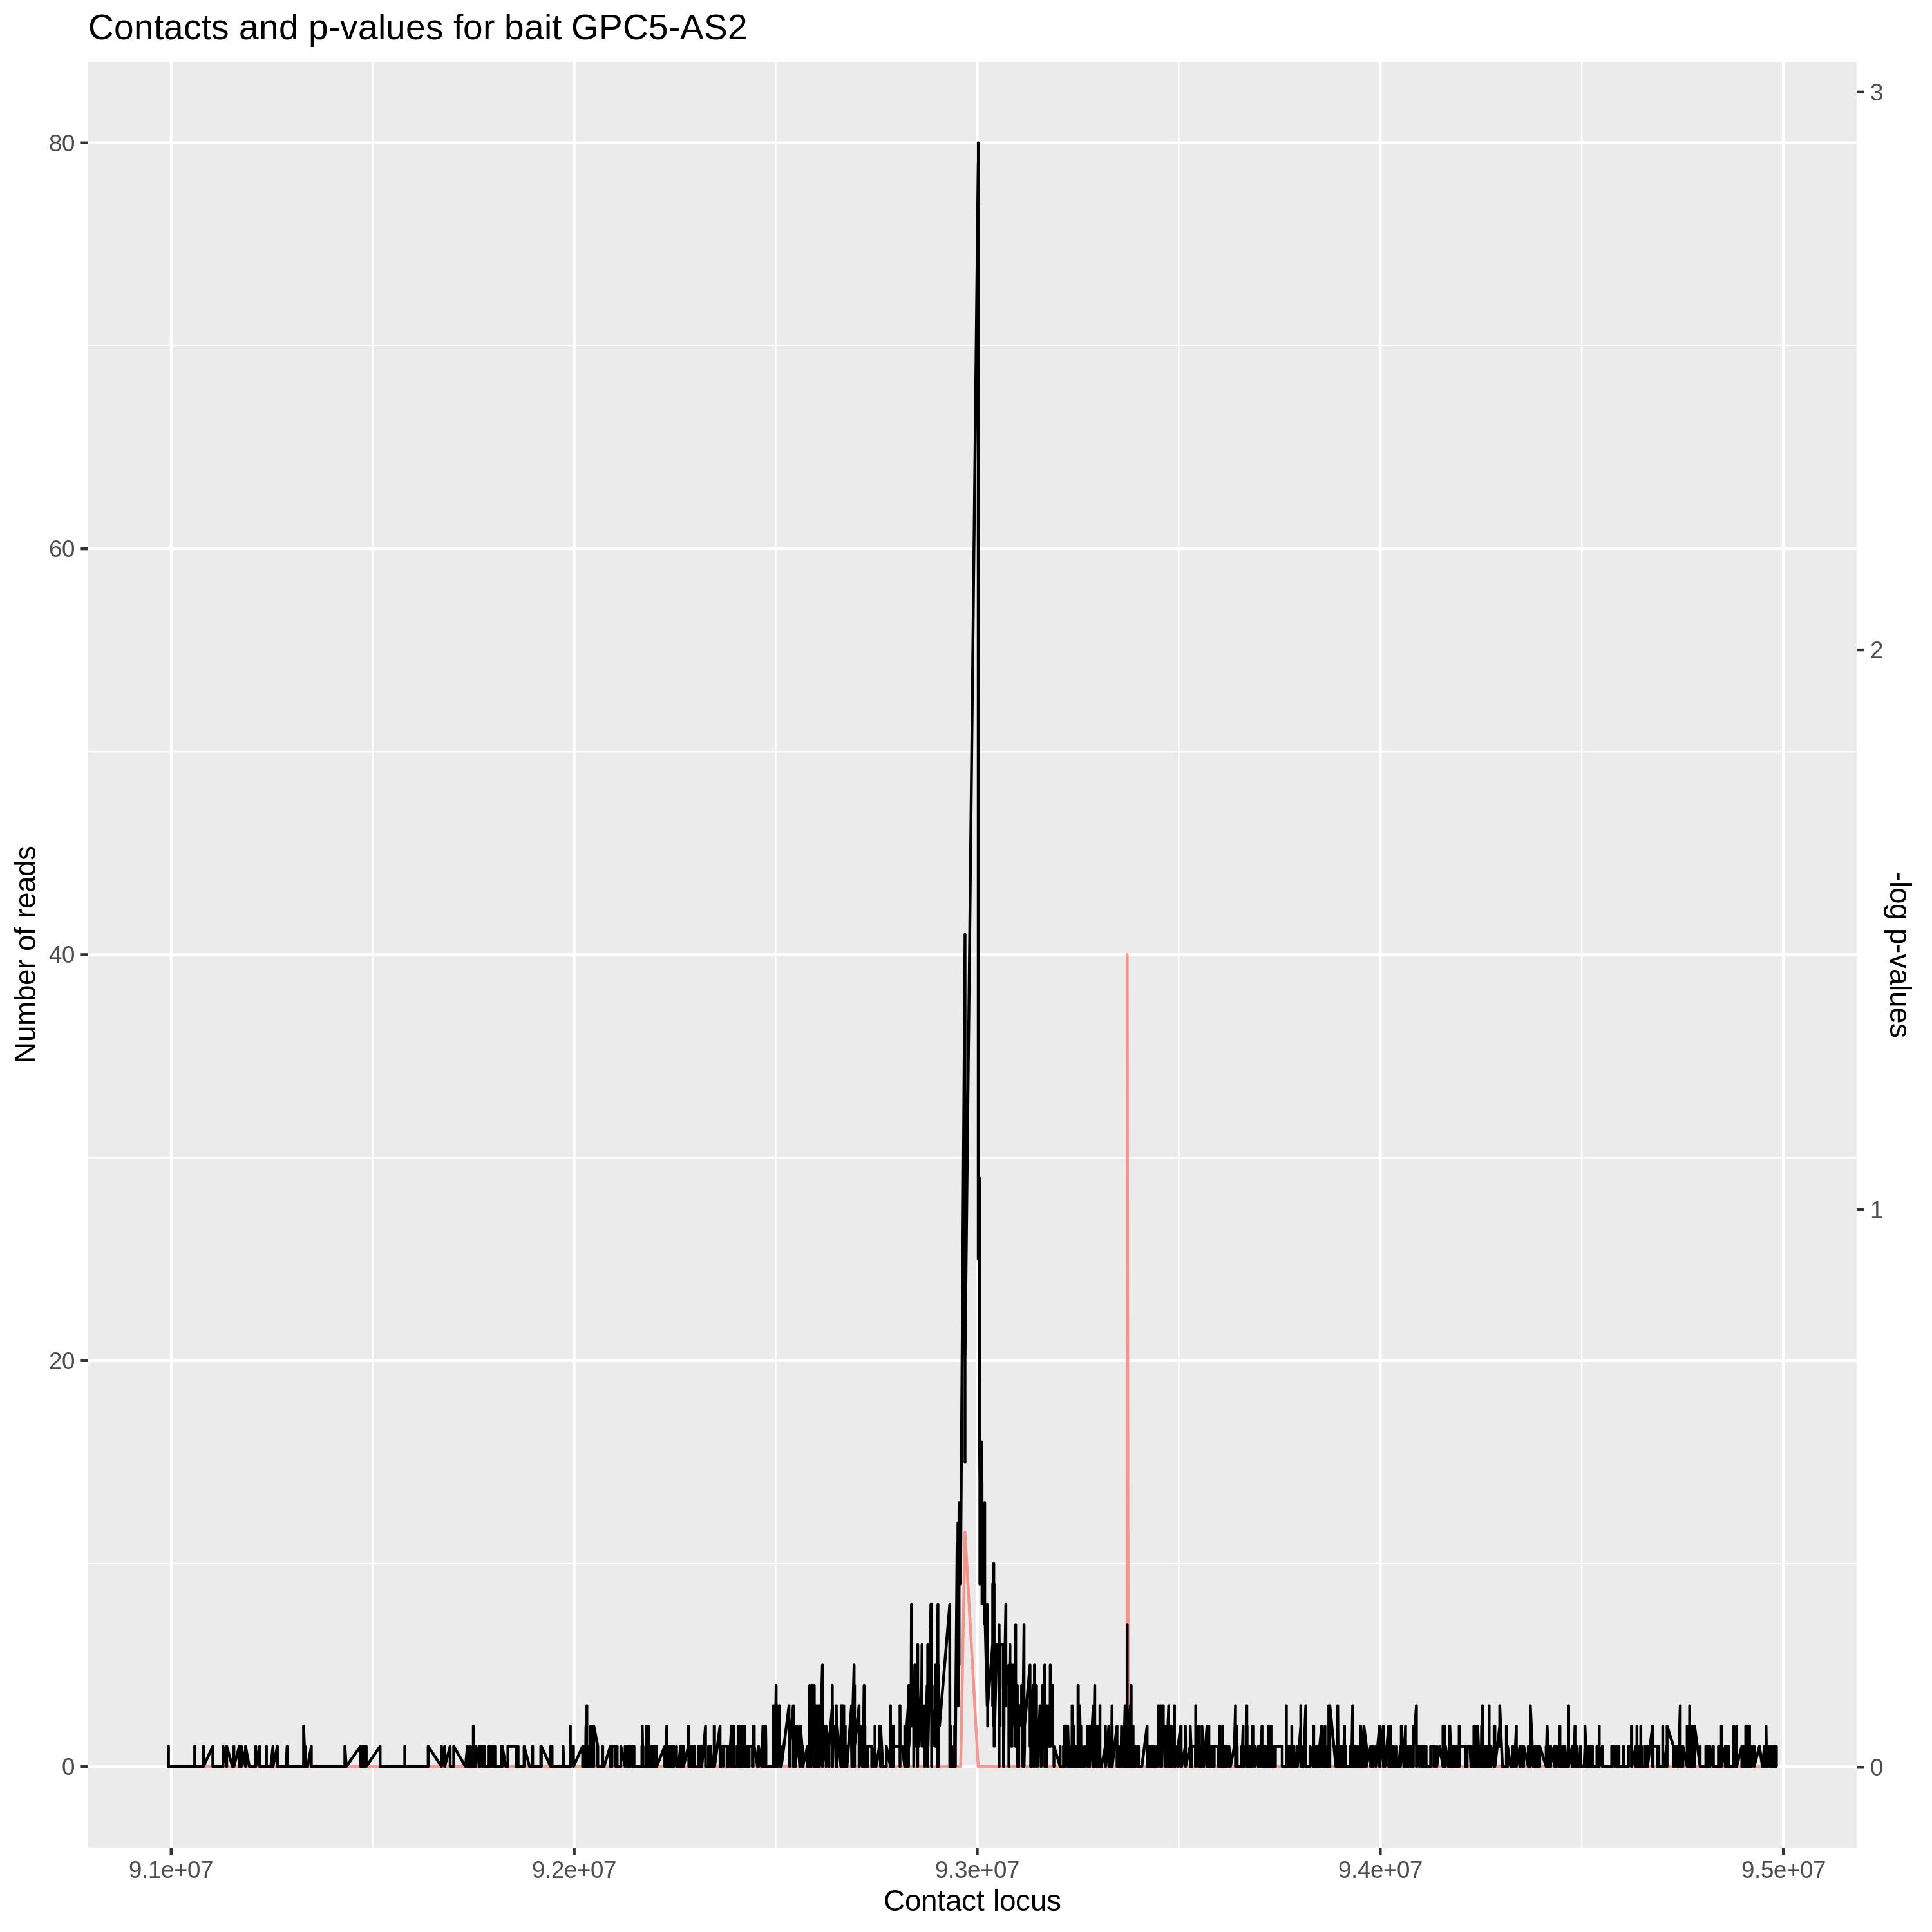 Contacts and p-values for bait GPC5-AS2
3
80
2
60
Number of reads
-log p-values
40
1
20
0
0
9.1e+07 9.2e+07 9.3e+07 9.4e+07 9.5e+07
Contact locus